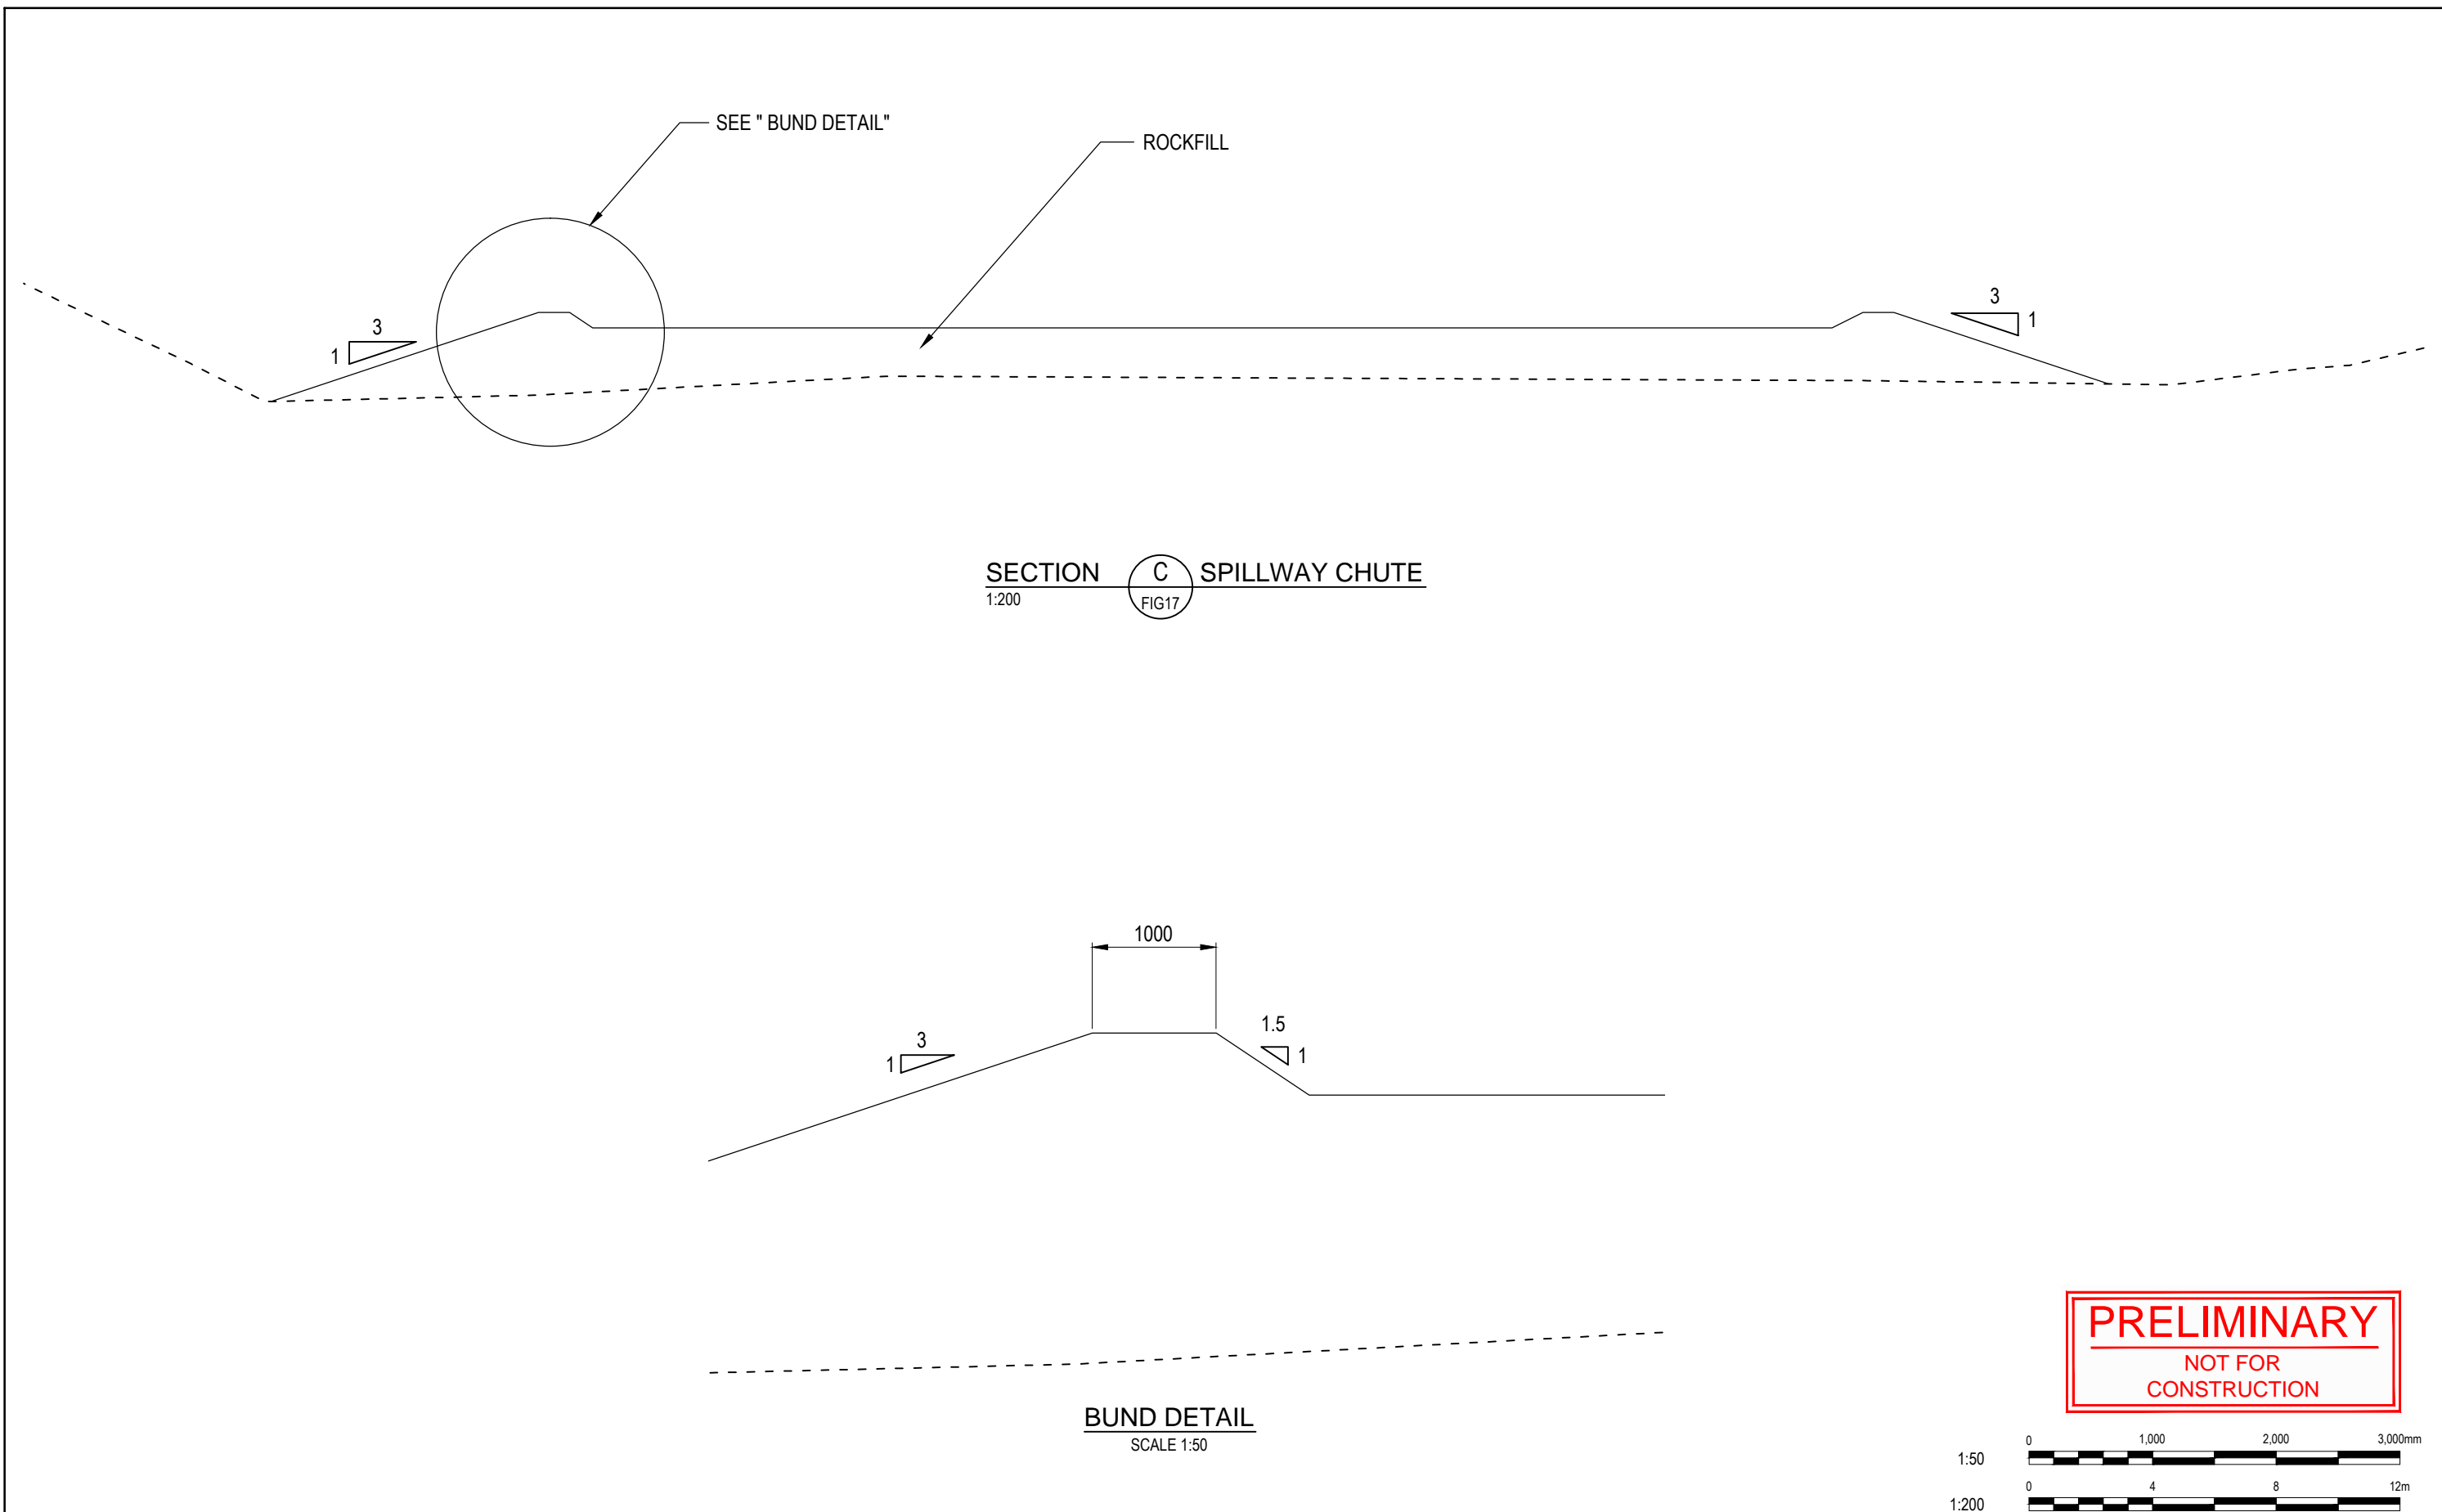 SEE " BUND DETAIL"
ROCKFILL
3
1
3
1
SECTION C SPILLWAY CHUTE
1:200 FIG17
1000
3
1
1.5
1
BUND DETAIL
SCALE 1:50
PRELIMINARY
NOT FOR
CONSTRUCTION
0 1,000 2,000 3,000mm
1:50
0 4 8 12m
1:200